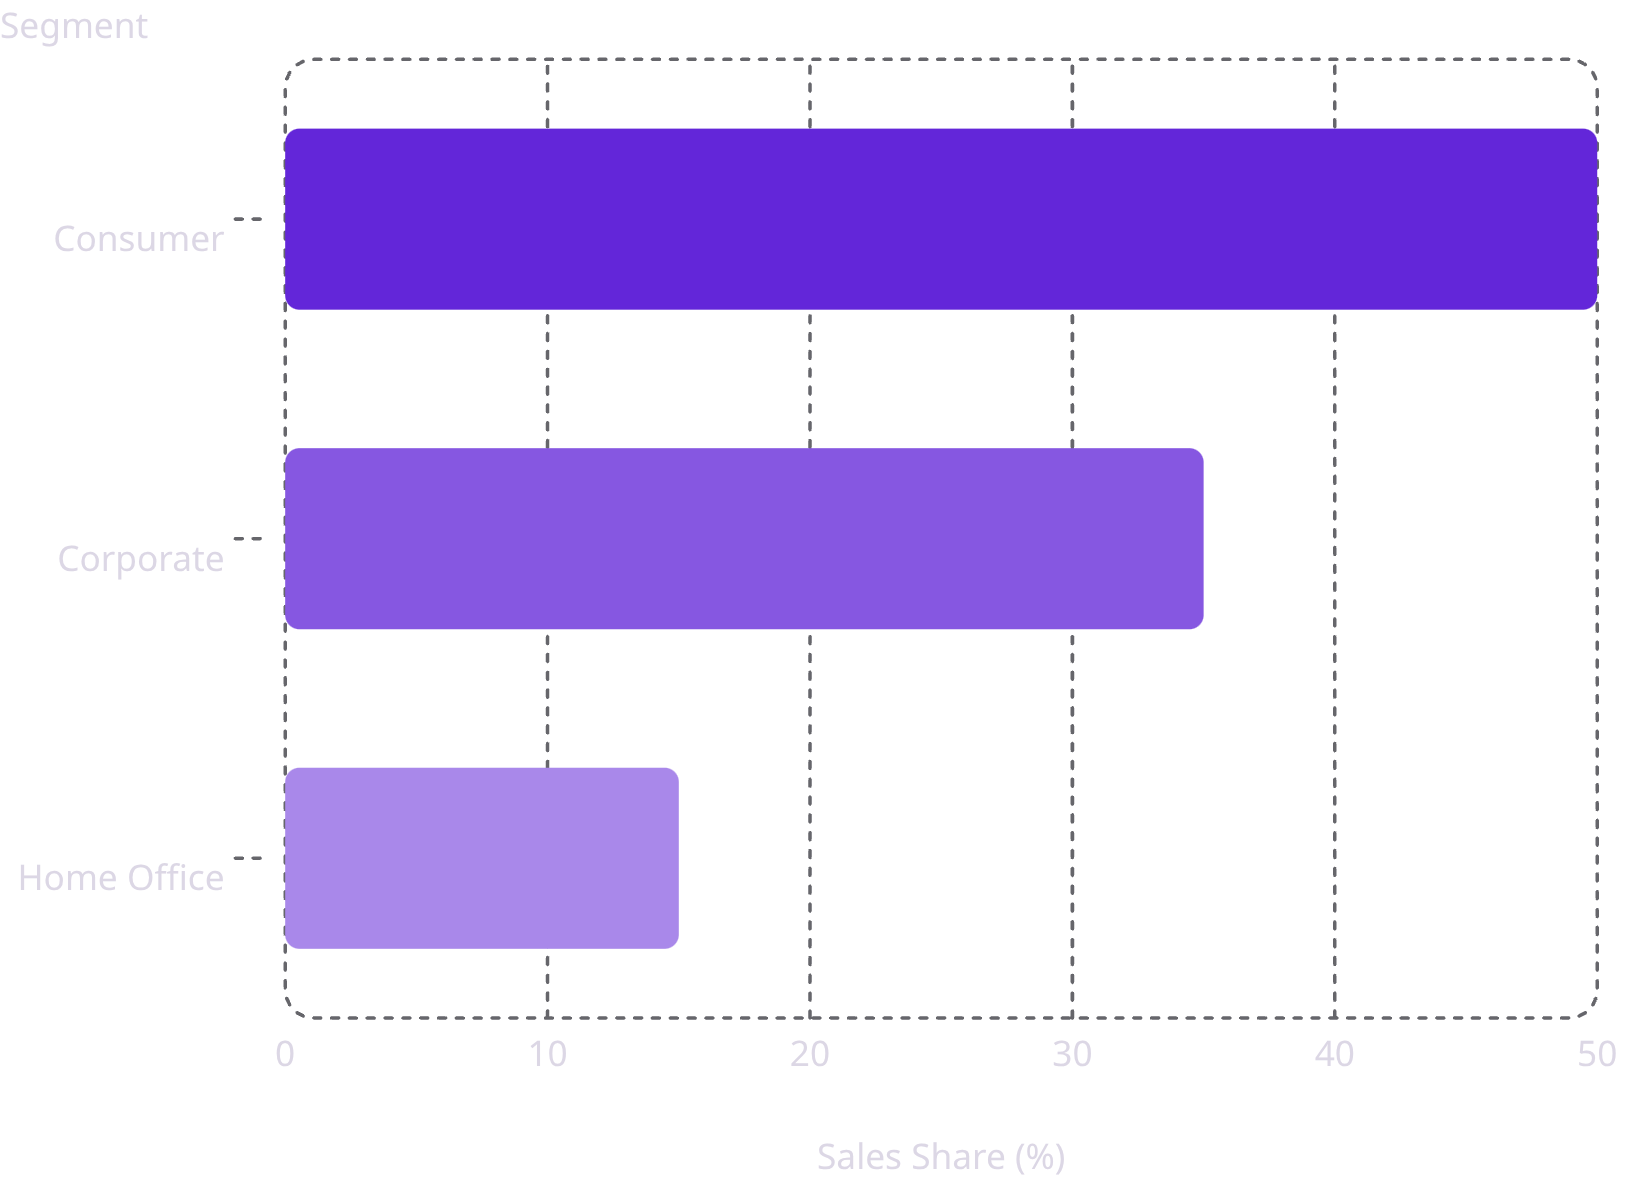 Segment
Consumer
Corporate
Home Office
0 10 20 30 40 50
Sales Share (%)